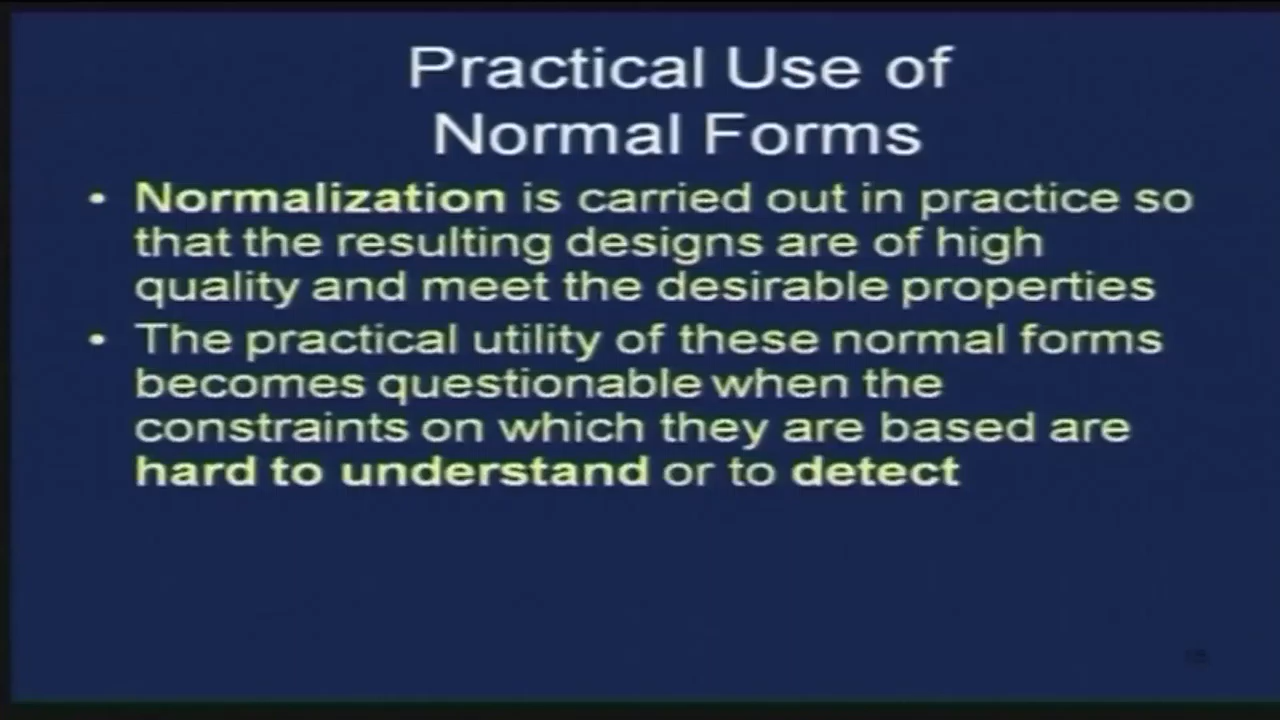 Practical Use of
Normal Forms
• Normalization is carried out in practice so
that the resulting designs are of high
quality and meet the desirable properties
• The practical utility of these normal forms
becomes questionable when the
constraints on which they are based are
hard to understand or to detect